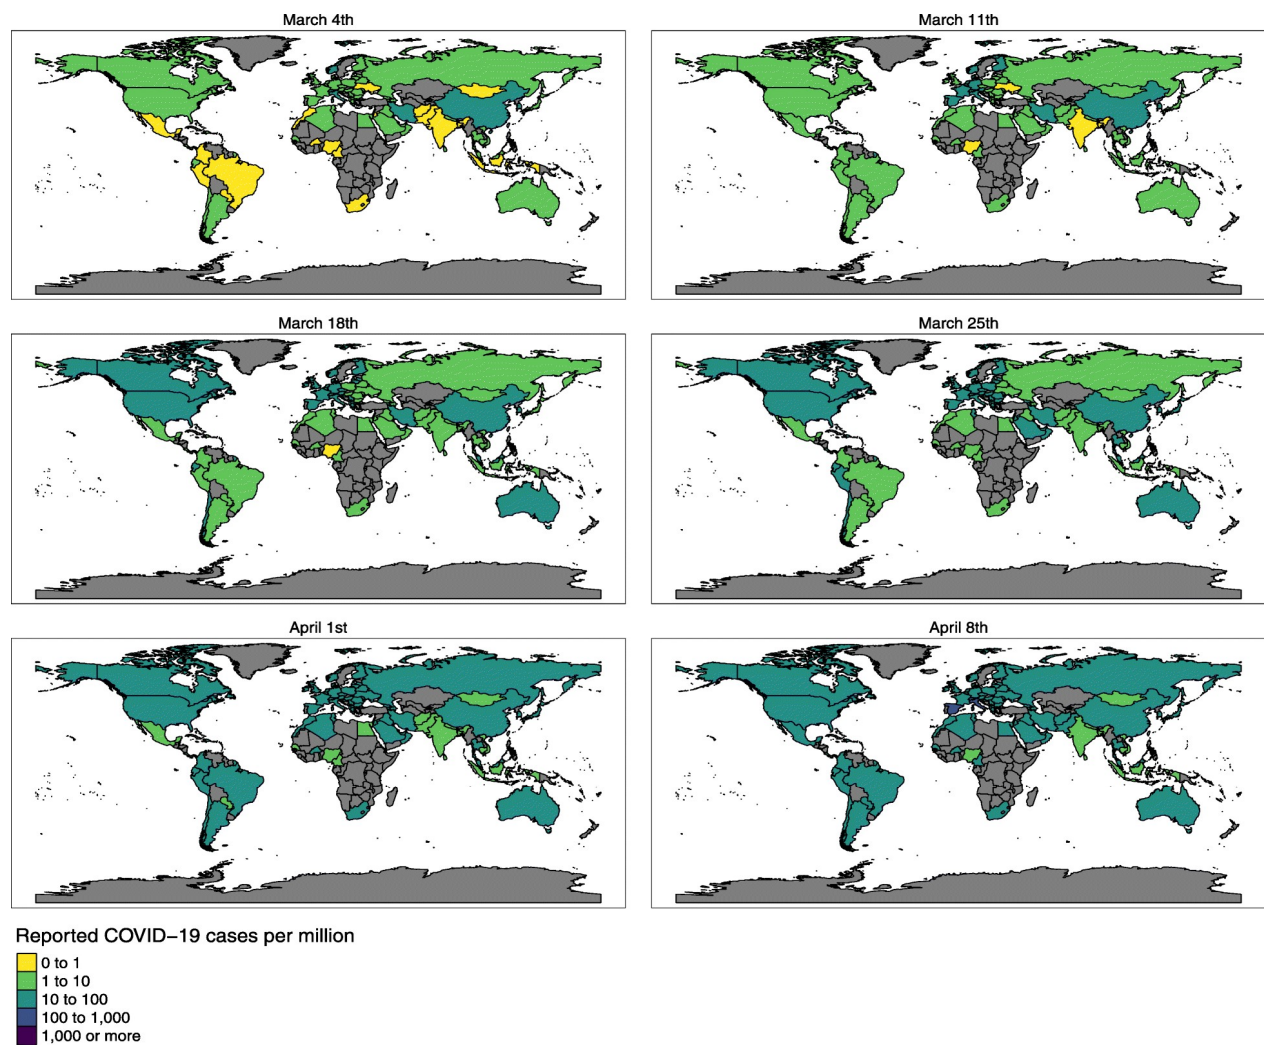 March 4th
March 11th
March 18th
March 25th
April 1st
April 8th
Reported COVID−19 cases per million
0 to 1
1 to 10
10 to 100
100 to 1,000
1,000 or more